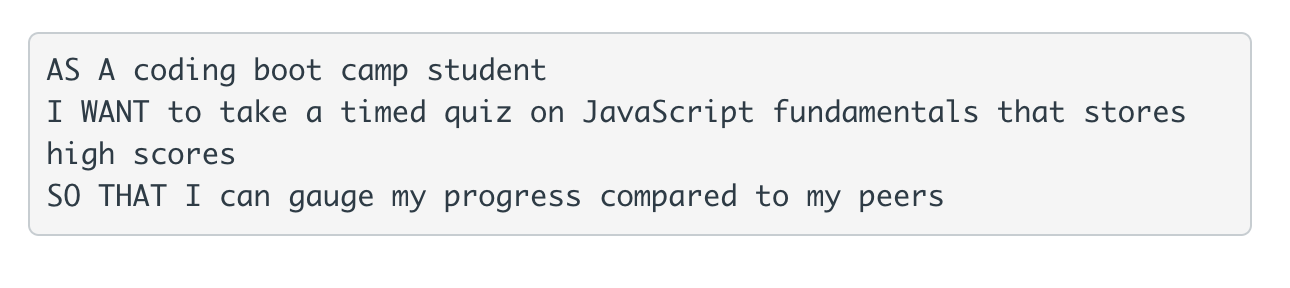 AS A coding boot camp student
I WANT to take a timed quiz on JavaScript fundamentals that stores
high scores
SO THAT I can gauge my progress compared to my peers